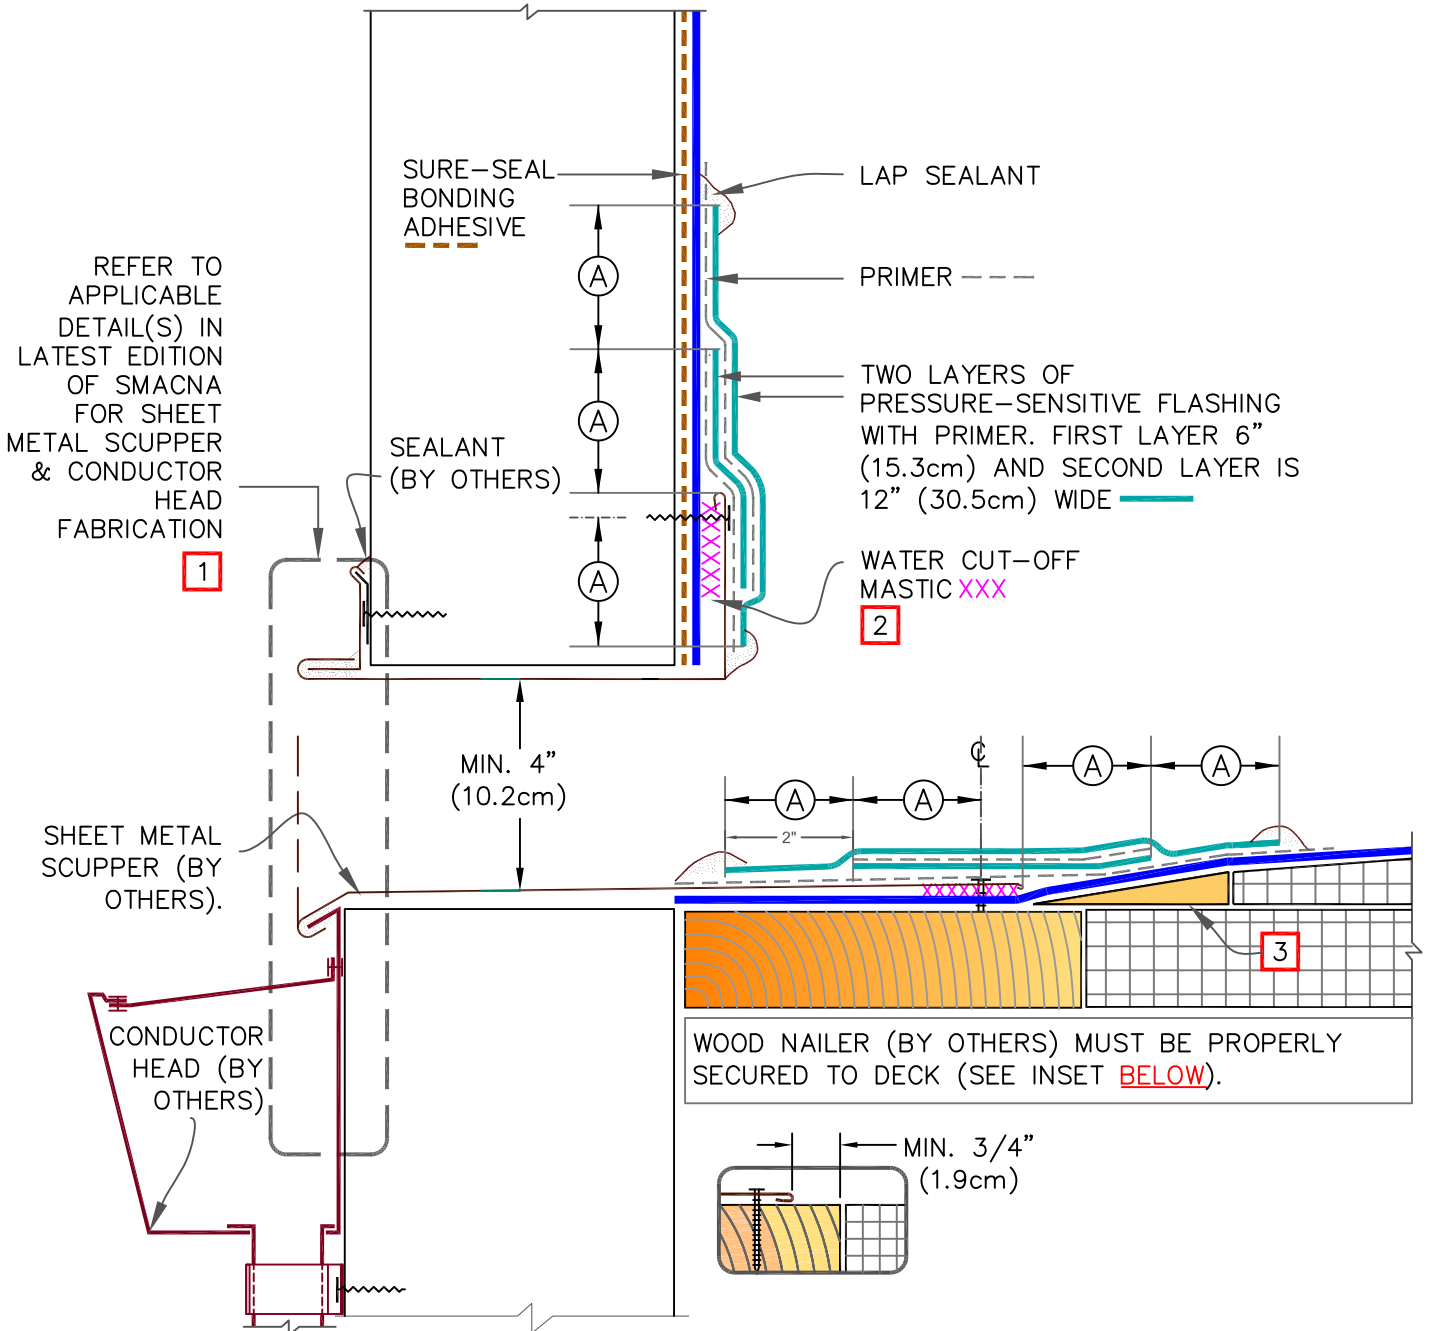 SURE-SEAL
BONDING
ADHESIVE
LAP SEALANT
PRIMER
REFER TO
APPLICABLE
DETAIL(S) IN
LATEST EDITION
OF SMACNA
FOR SHEET
METAL SCUPPER
& CONDUCTOR
HEAD
FABRICATION
1
SEALANT
(BY OTHERS)
A
A
A
TWO LAYERS OF
PRESSURE-SENSITIVE FLASHING
WITH PRIMER. FIRST LAYER 6”
(15.3cm) AND SECOND LAYER IS
12” (30.5cm) WIDE
WATER CUT-OFF
MASTIC XXX
2
MIN. 4”
(10.2cm)
℄
A
A
A
A
2"
SHEET METAL
SCUPPER (BY
OTHERS).
3
CONDUCTOR
HEAD (BY
OTHERS)
WOOD NAILER (BY OTHERS) MUST BE PROPERLY
SECURED TO DECK (SEE INSET BELOW).
MIN. 3/4”
(1.9cm)